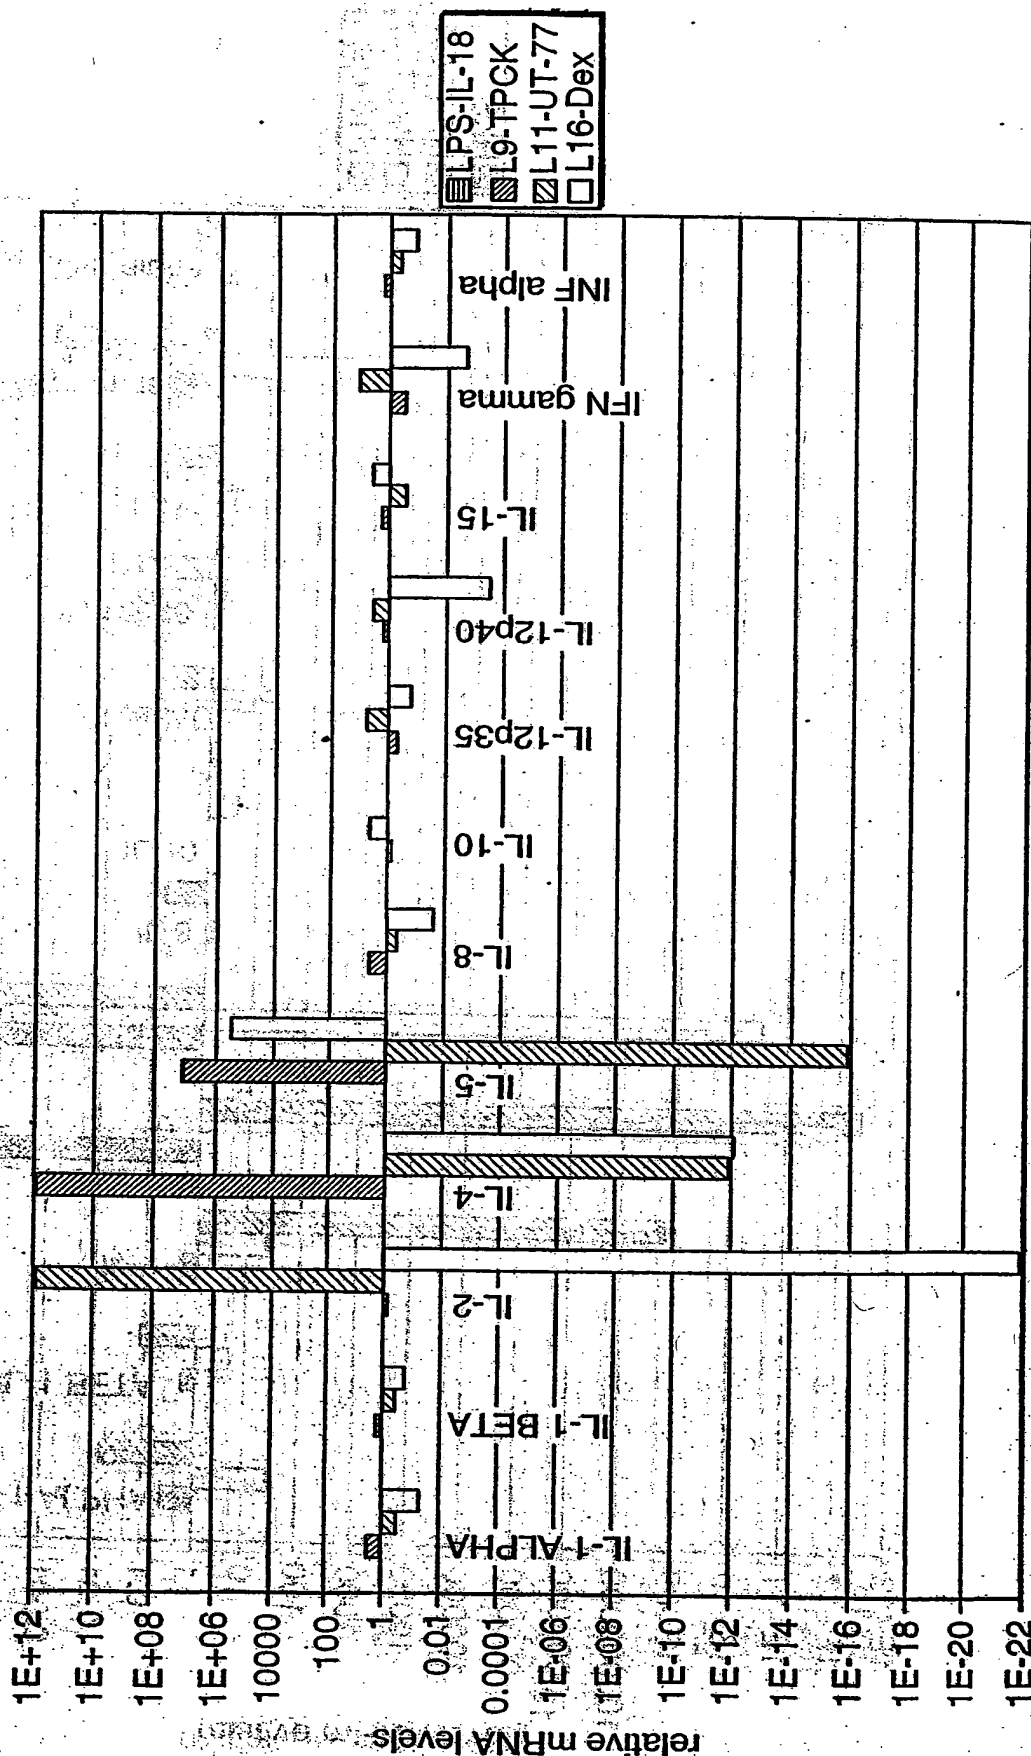 relative mRNA levels
1E+12
1E+10
1E+08
1E+06
10000
100
1
0.01
0.0001
1E-06
1E-08
1E-10
1E-12
1E-14
1E-16
1E-18
1E-20
1E-22
IL-1 ALPHA
IL-1 BETA
IL-2
IL-4
IL-5
IL-8
IL-10
IL-12p35
IL-12p40
IL-15
IFN gamma
INF alpha
LPS-IL-18
L9-TPCK
L11-UT-77
L16-Dex